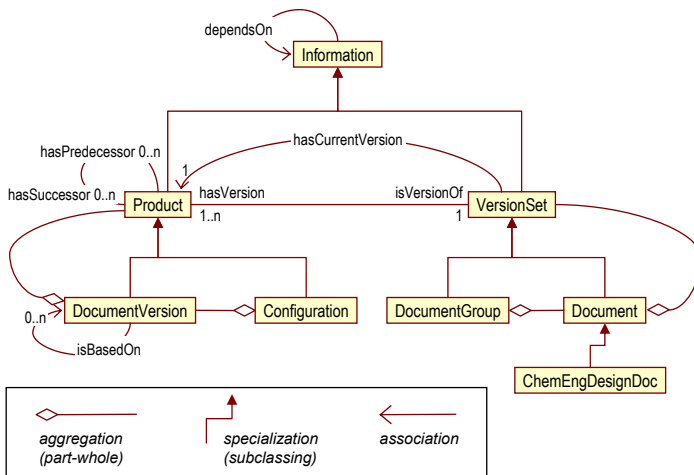 dependsOn
Information
hasCurrentVersion
hasPredecessor 0..n
1
hasSuccessor 0..n
Product
hasVersion
isVersionOf
VersionSet
1..n
1
0..n
DocumentVersion
Configuration
DocumentGroup
Document
isBasedOn
ChemEngDesignDoc
aggregation
(part-whole)
specialization
(subclassing)
association